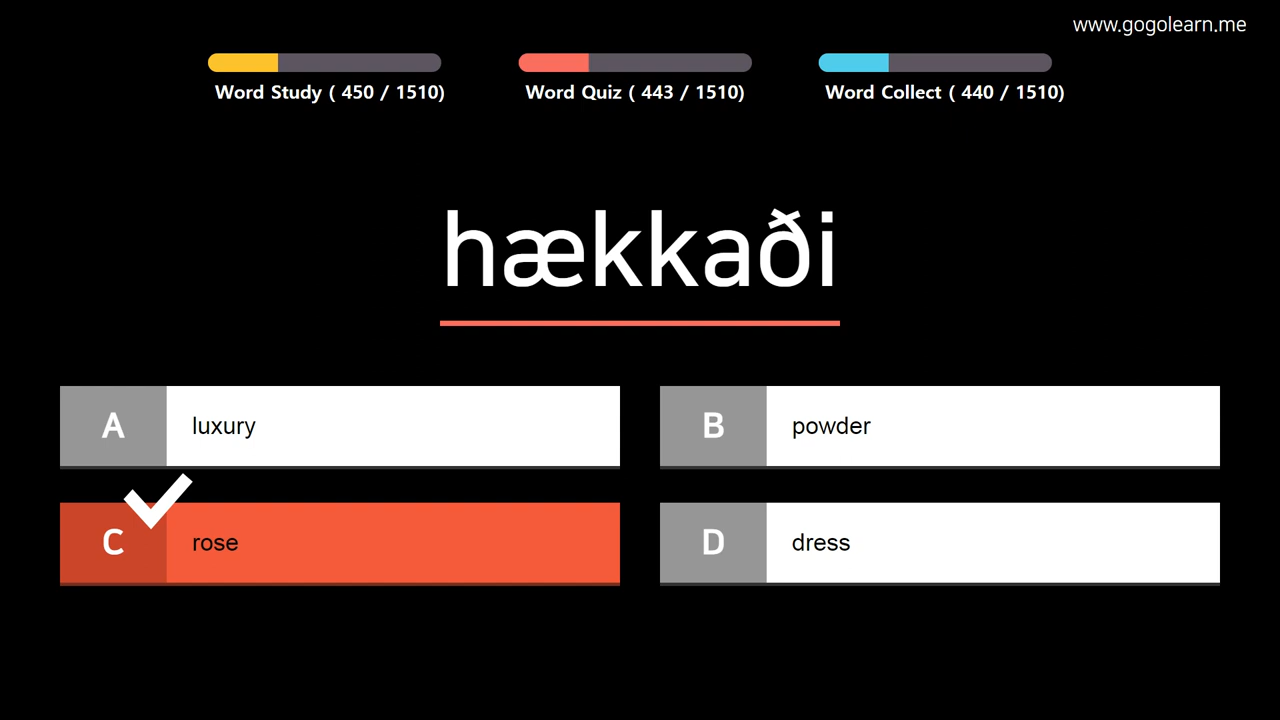 www.gogolearn.me
Word Study ( 450 / 1510)
Word Quiz ( 443 / 1510)
Word Collect ( 440 / 1510)
hækkaði
A luxury
B powder
C rose
D dress